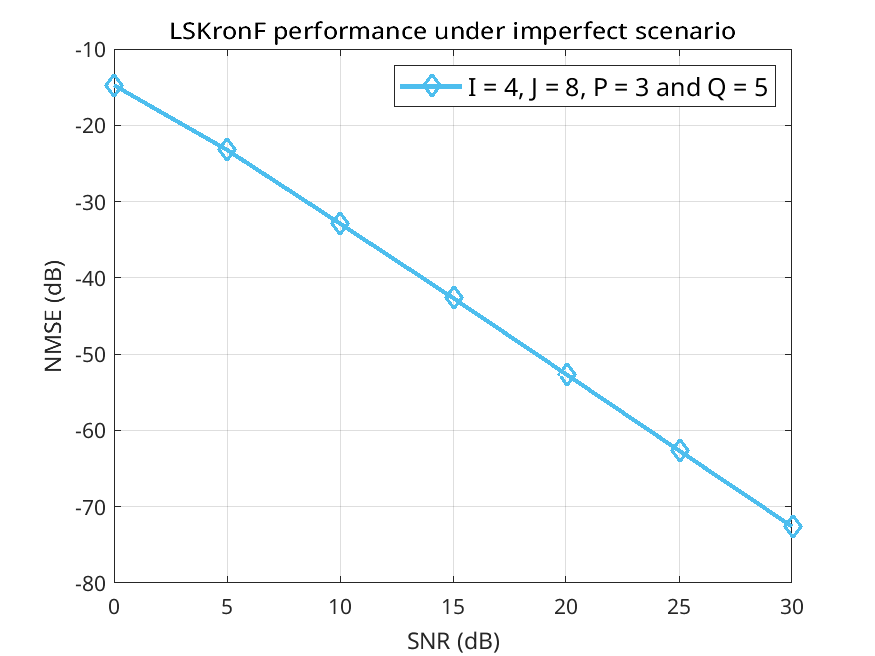 LSKronF performance under imperfect scenario
I = 4, J = 8, P = 3 and Q = 5
-10
-20
-30
-40
-50
-60
-70
-80
NMSE (dB)
0 5 10 15 20 25 30
SNR (dB)